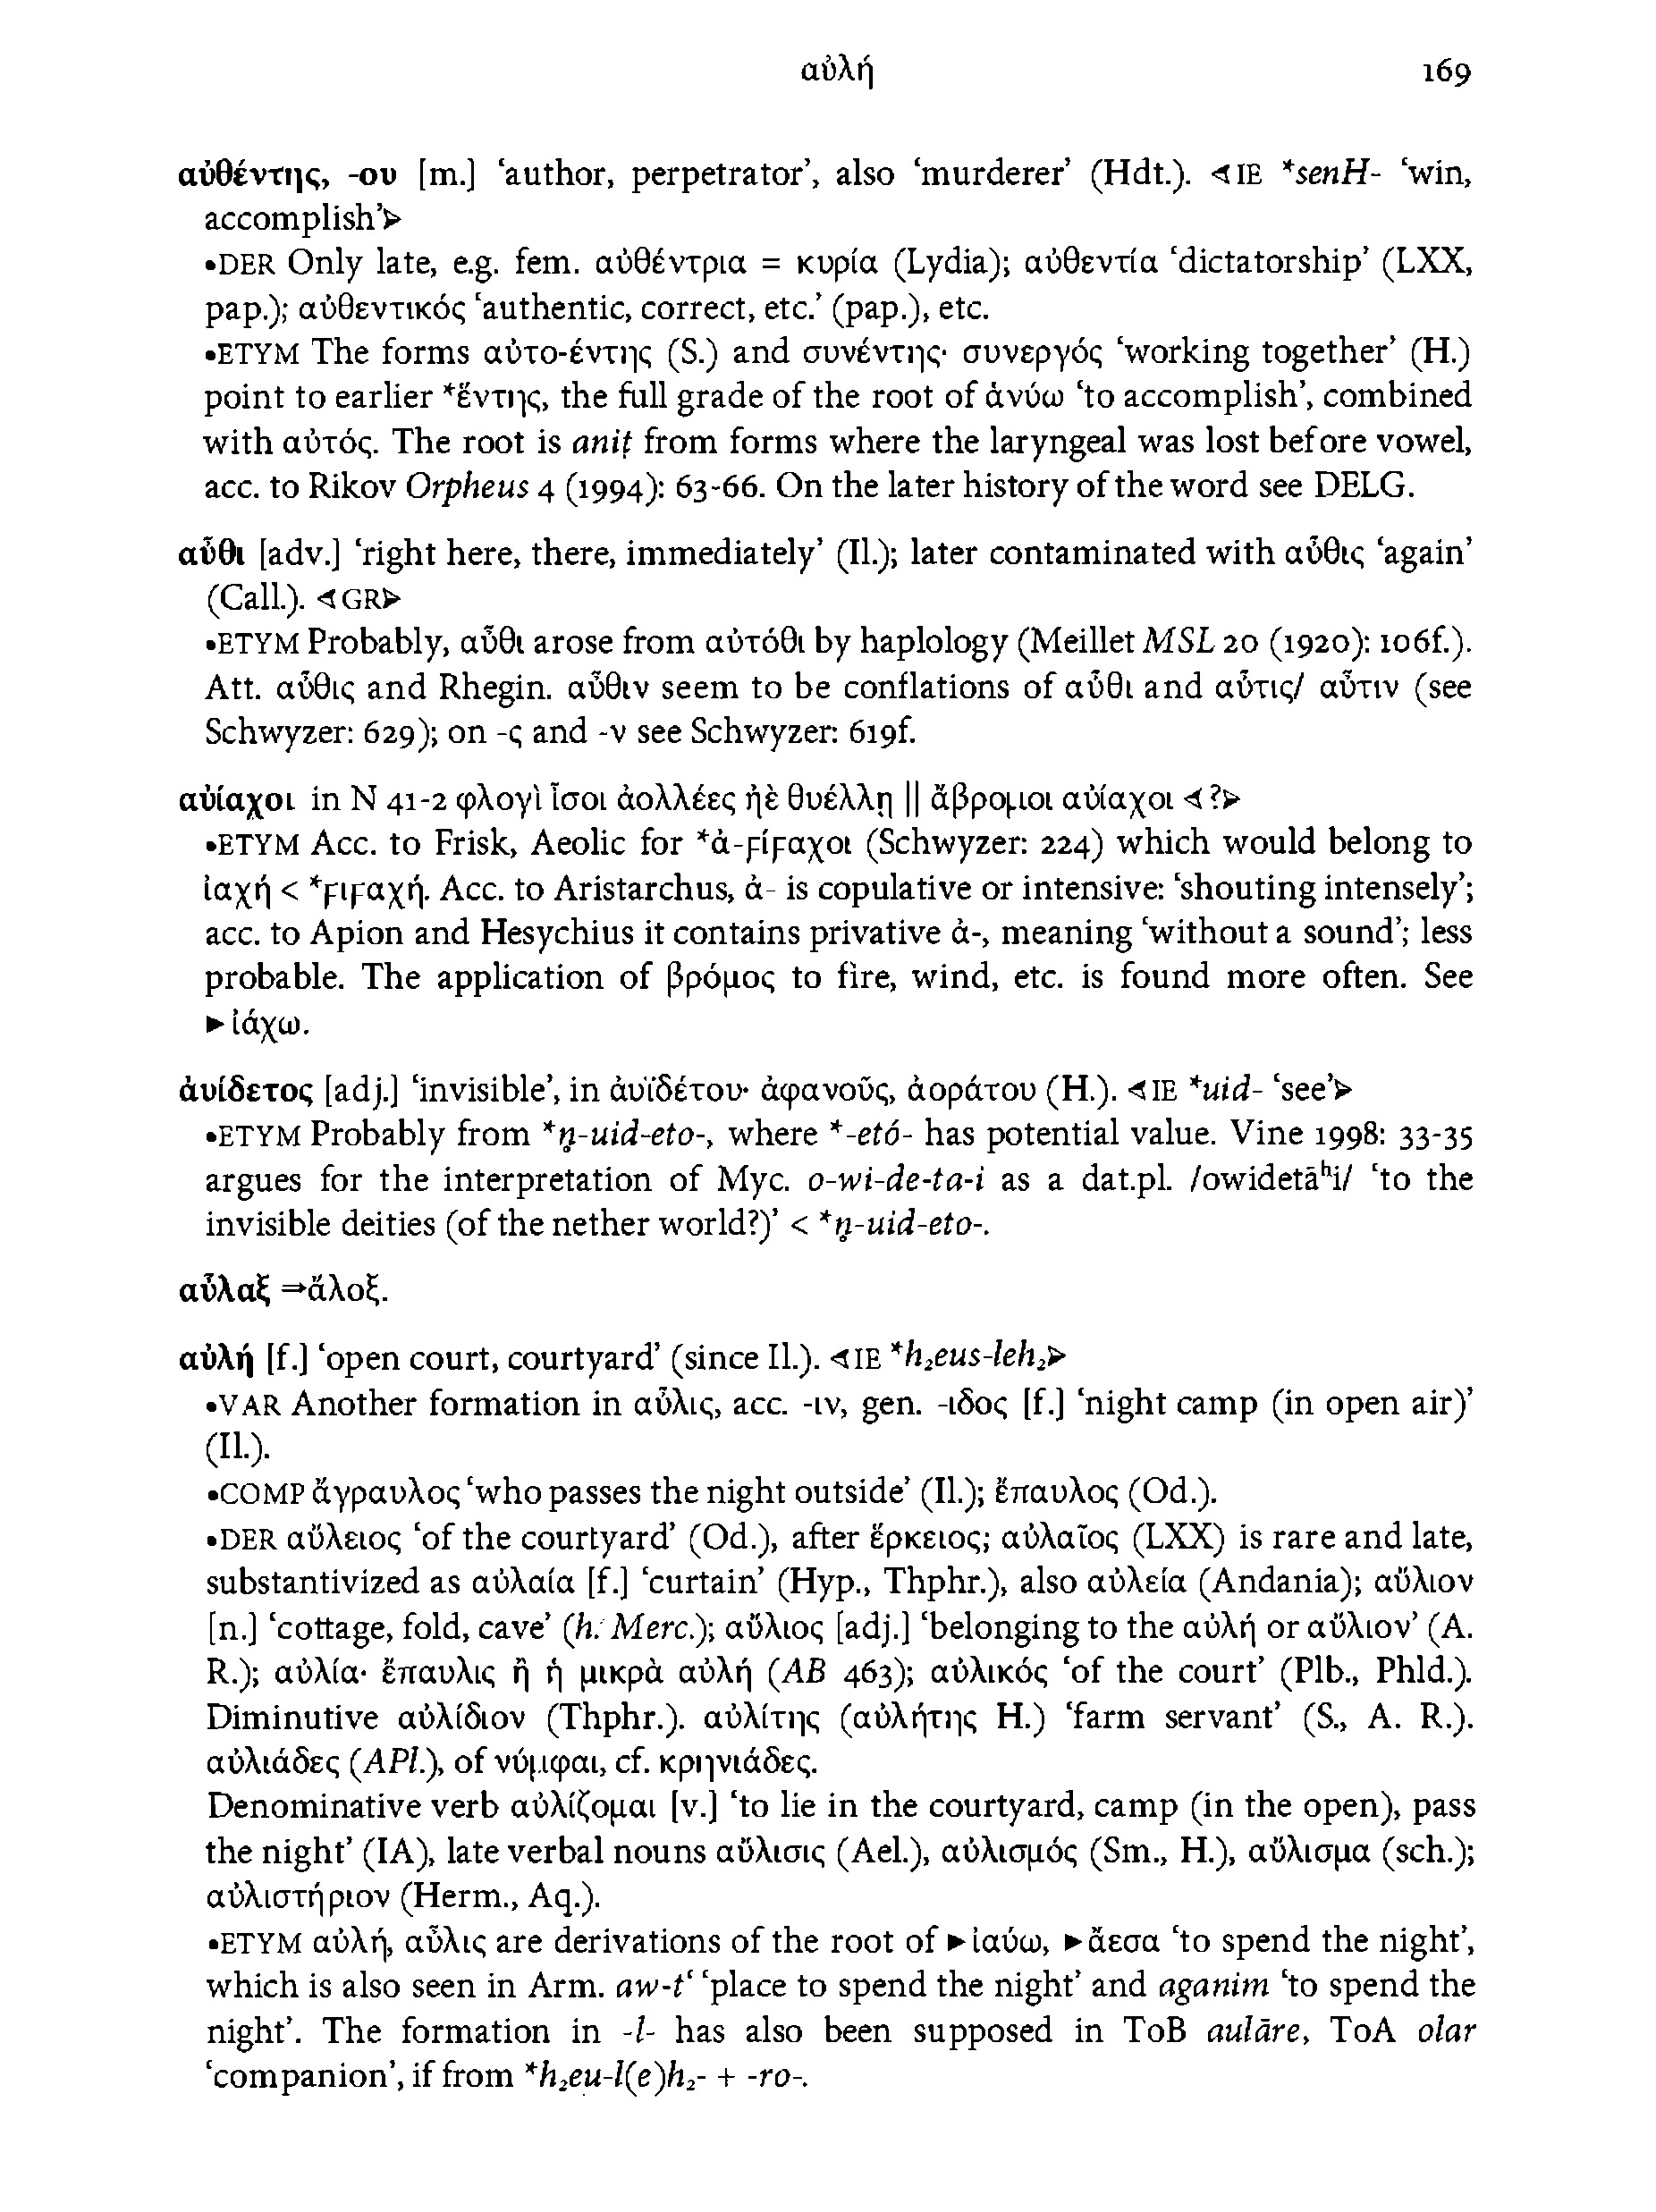 αὐλή 169
αὐθέντης, -ου [m.] ‘author, perpetrator’, also ‘murderer’ (Hdt.). ⊲IE *senH- ‘win,
accomplish’⊳
•DER Only late, e.g. fem. αὐθέντρια = κυρία (Lydia); αὐθεντία ‘dictatorship’ (LXX,
pap.); αὐθεντικός ‘authentic, correct, etc.’ (pap.), etc.
•ETYM The forms αὐτο-έντης (S.) and συνέντης· συνεργός ‘working together’ (H.)
point to earlier *ἕντης, the full grade of the root of ἁνύω ‘to accomplish’, combined
with αὐτός. The root is aniṭ from forms where the laryngeal was lost before vowel,
acc. to Rikov Orpheus 4 (1994): 63-66. On the later history of the word see DELG.
αὖθι [adv.] ‘right here, there, immediately’ (Il.); later contaminated with αὖθις ‘again’
(Call.). ⊲GR⊳
•ETYM Probably, αὖθι arose from αὐτόθι by haplology (Meillet MSL 20 (1920): 106f.).
Att. αὖθις and Rhegin. αὖθιν seem to be conflations of αὖθι and αὖτις/ αὖτιν (see
Schwyzer: 629); on -ς and -ν see Schwyzer: 619f.
αὐίαχοι in N 41-2 φλογὶ ἶσοι ἀολλέες ἠὲ θυέλλῃ || ἄβρομοι αὐίαχοι ⊲?⊳
•ETYM Acc. to Frisk, Aeolic for *ἀ-ϝίϝαχοι (Schwyzer: 224) which would belong to
ἰαχή < *ϝιϝαχή. Acc. to Aristarchus, ἀ- is copulative or intensive: ‘shouting intensely’;
acc. to Apion and Hesychius it contains privative ἀ-, meaning ‘without a sound’; less
probable. The application of βρόμος to fire, wind, etc. is found more often. See
►ἰάχω.
ἀυίδετος [adj.] ‘invisible’, in ἀυϊδέτου· ἀφανοῦς, ἀοράτου (H.). ⊲IE *uid- ‘see’⊳
•ETYM Probably from *n̥-uid-eto-, where *-etó- has potential value. Vine 1998: 33-35
argues for the interpretation of Myc. o-wi-de-ta-i as a dat.pl. /owidetāʰi/ ‘to the
invisible deities (of the nether world?)’ < *n̥-uid-eto-.
αὖλαξ ⇒ἄλοξ.
αὐλή [f.] ‘open court, courtyard’ (since Il.). ⊲IE *h₂eus-leh₂⊳
•VAR Another formation in αὖλις, acc. -ιν, gen. -ιδος [f.] ‘night camp (in open air)’
(Il.).
•COMP ἄγραυλος ‘who passes the night outside’ (Il.); ἔπαυλος (Od.).
•DER αὔλειος ‘of the courtyard’ (Od.), after ἕρκειος; αὐλαῖος (LXX) is rare and late,
substantivized as αὐλαία [f.] ‘curtain’ (Hyp., Thphr.), also αὐλεία (Andania); αὔλιον
[n.] ‘cottage, fold, cave’ (h. Merc.); αὔλιος [adj.] ‘belonging to the αὐλή or αὔλιον’ (A.
R.); αὐλία· ἔπαυλις ἢ ἡ μικρὰ αὐλή (AB 463); αὐλικός ‘of the court’ (Plb., Phld.).
Diminutive αὐλίδιον (Thphr.). αὐλίτης (αὐλήτης H.) ‘farm servant’ (S., A. R.).
αὐλιάδες (APl.), of νύμφαι, cf. κρηνιάδες.
Denominative verb αὐλίζομαι [v.] ‘to lie in the courtyard, camp (in the open), pass
the night’ (IA), late verbal nouns αὔλισις (Ael.), αὐλισμός (Sm., H.), αὔλισμα (sch.);
αὐλιστήριον (Herm., Aq.).
•ETYM αὐλή, αὖλις are derivations of the root of ►ἰαύω, ►ἄεσα ‘to spend the night’,
which is also seen in Arm. aw-tʿ ‘place to spend the night’ and aganim ‘to spend the
night’. The formation in -l- has also been supposed in ToB aulāre, ToA olar
‘companion’, if from *h₂eu-l(e)h₂- + -ro-.